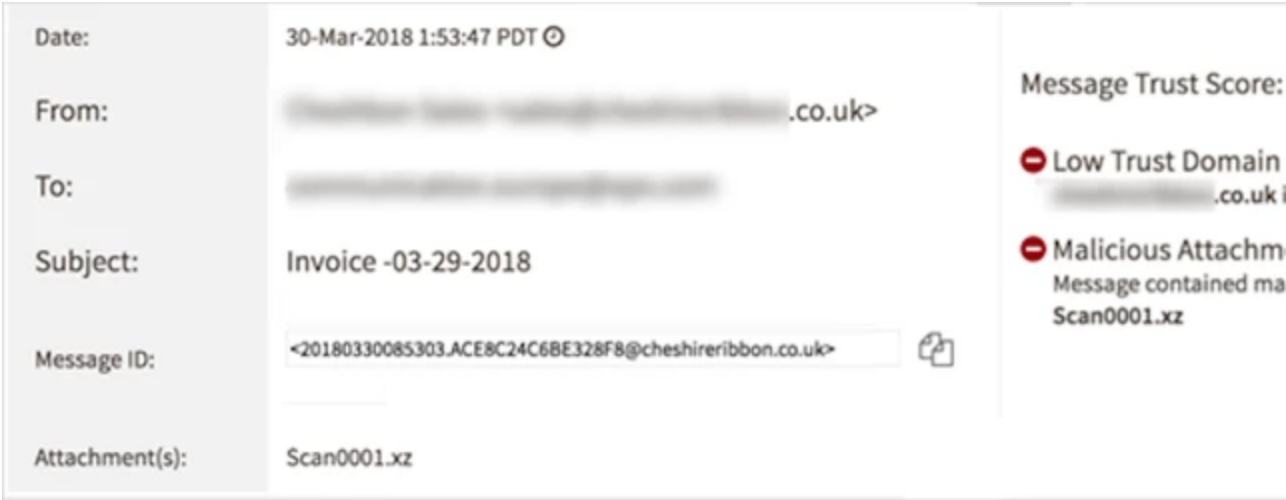 Date: 30-Mar-2018 1:53:47 PDT
From: .co.uk>
To:
Subject: Invoice -03-29-2018
Message ID: <20180330085303.ACE8C24C6BE328F8@cheshireribbon.co.uk>
Attachment(s): Scan0001.xz
Message Trust Score:
Low Trust Domain
.co.uk i
Malicious Attachm
Message contained ma
Scan0001.xz